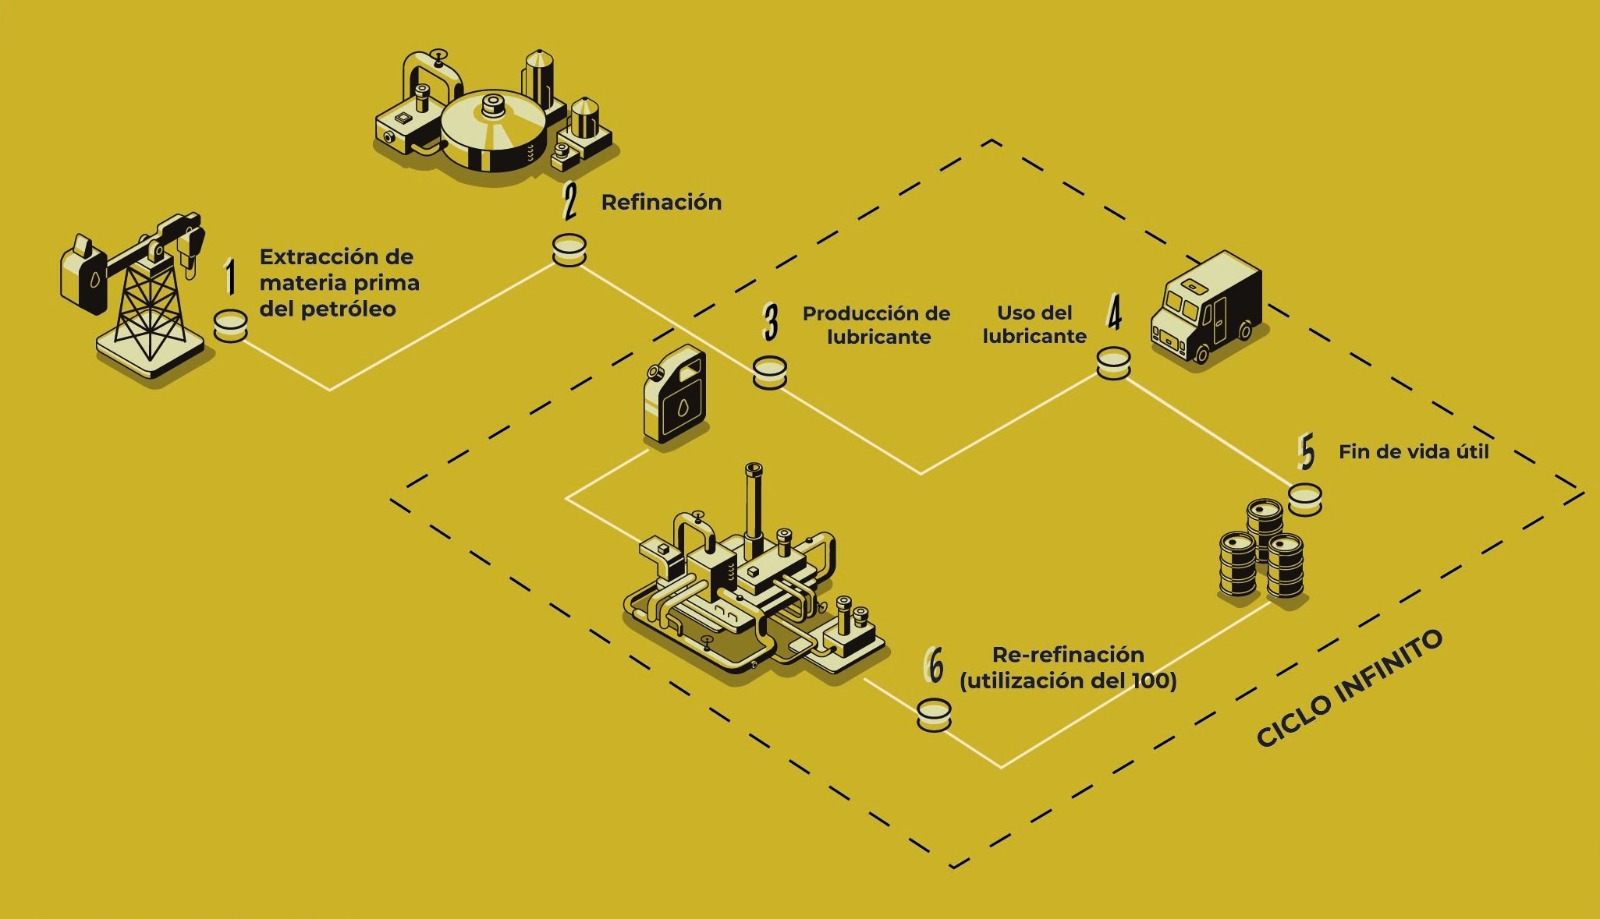 1
Extracción de
materia prima
del petróleo
2
Refinación
3
Producción de
lubricante
Uso del
lubricante
4
5
Fin de vida útil
6
Re-refinación
(utilización del 100)
CICLO INFINITO